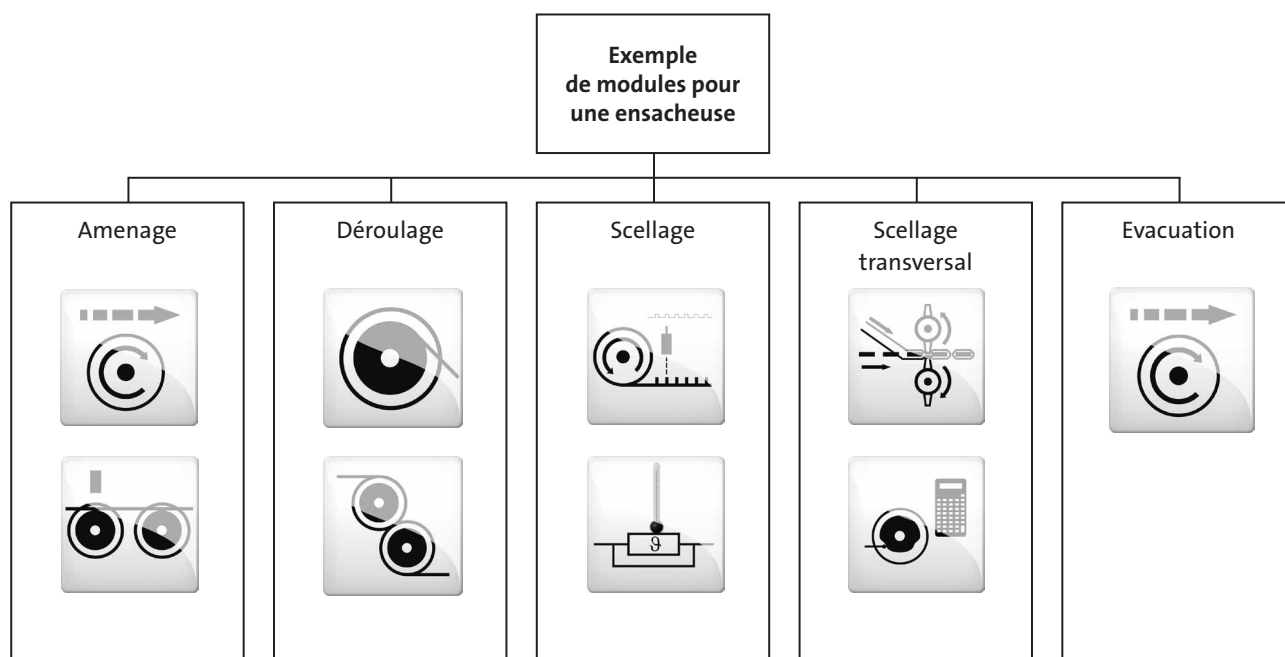 Exemple
de modules pour
une ensacheuse
Amenage
Déroulage
Scellage
Scellage
transversal
Evacuation
ϑ